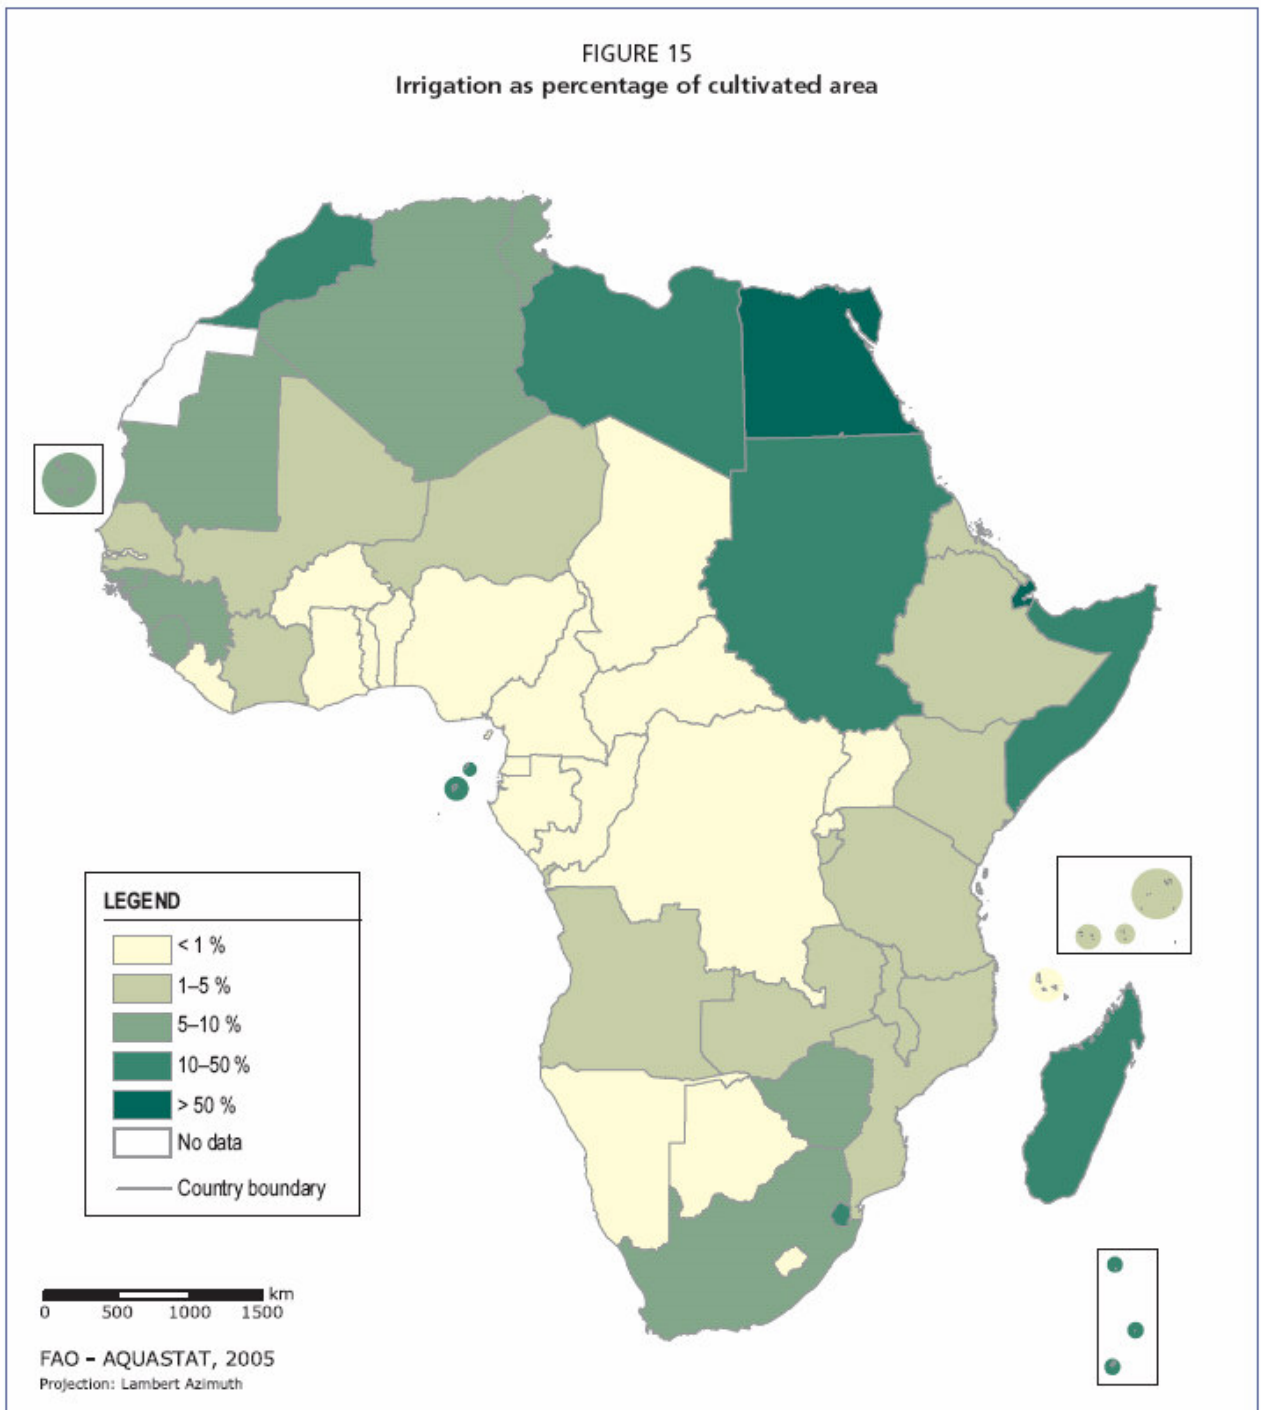 FIGURE 15
Irrigation as percentage of cultivated area
LEGEND
< 1 %
1–5 %
5–10 %
10–50 %
> 50 %
No data
Country boundary
km
0 500 1000 1500
FAO – AQUASTAT, 2005
Projection: Lambert Azimuth